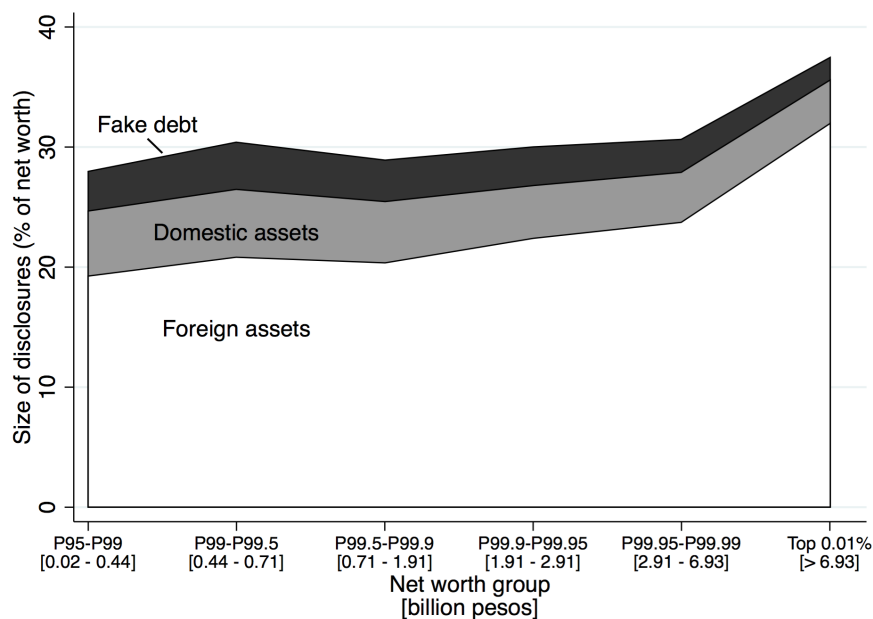 Size of disclosures (% of net worth)
40
30
20
10
0
Fake debt
Domestic assets
Foreign assets
P95-P99 P99-P99.5 P99.5-P99.9 P99.9-P99.95 P99.95-P99.99 Top 0.01%
[0.02 - 0.44] [0.44 - 0.71] [0.71 - 1.91] [1.91 - 2.91] [2.91 - 6.93] [> 6.93]
Net worth group
[billion pesos]